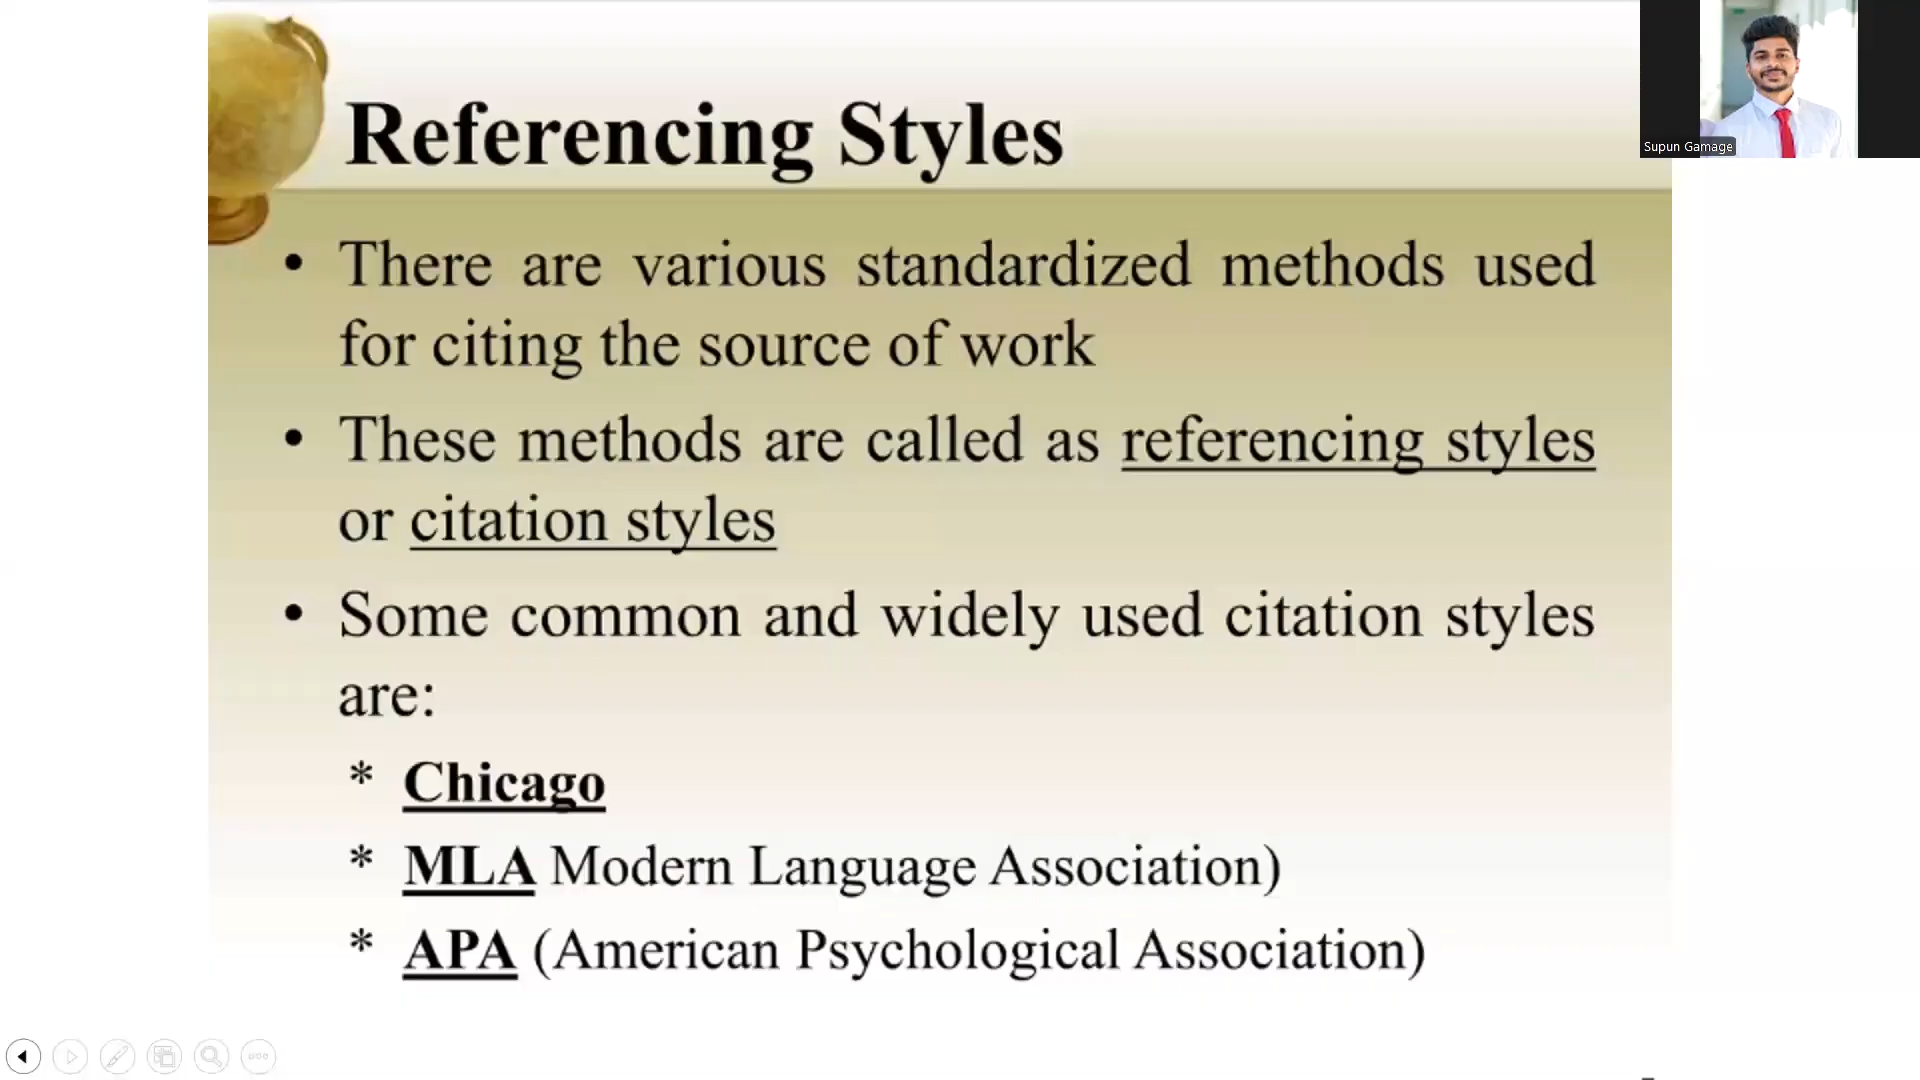 Referencing Styles
• There are various standardized methods used
for citing the source of work
• These methods are called as referencing styles
or citation styles
• Some common and widely used citation styles
are:
* Chicago
* MLA Modern Language Association)
* APA (American Psychological Association)
Supun Gamage